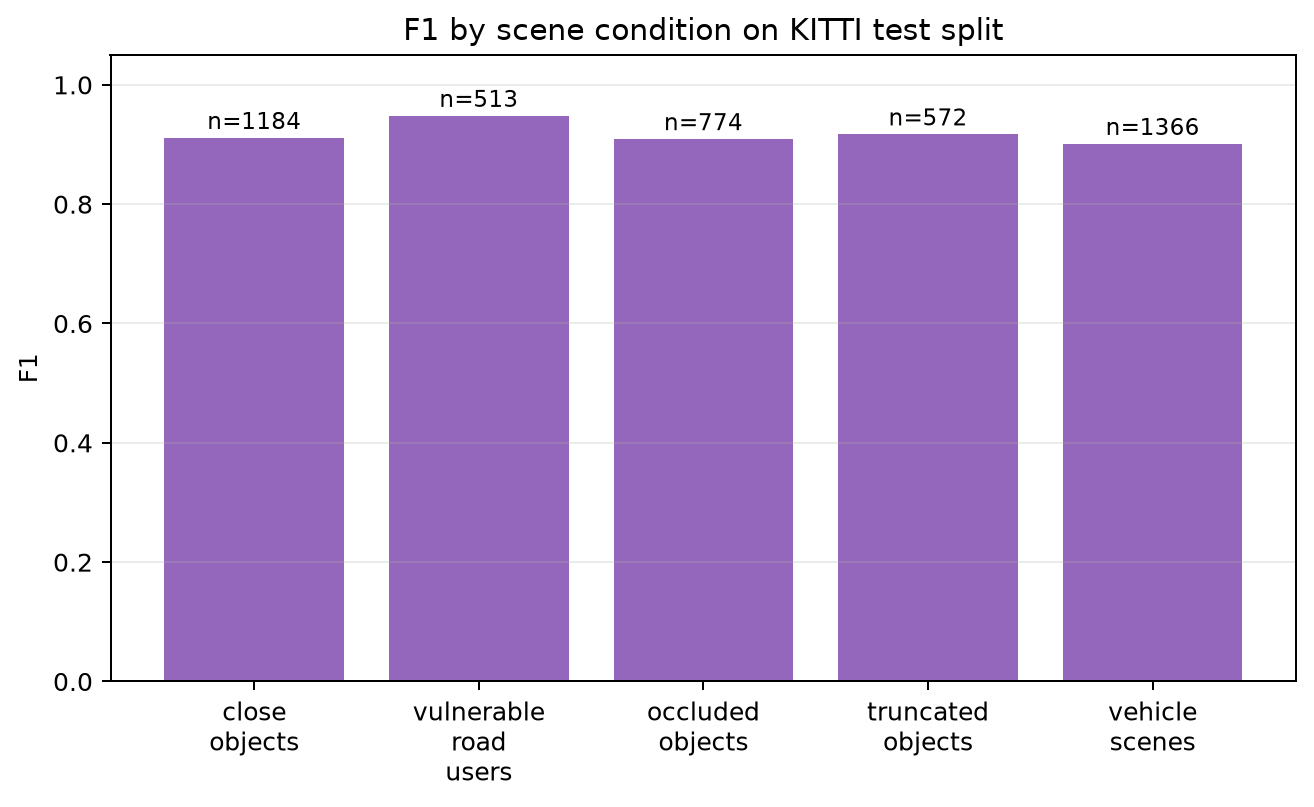 F1 by scene condition on KITTI test split
1.0
0.8
0.6
0.4
0.2
0.0
F1
n=1184
n=513
n=774
n=572
n=1366
close
objects
vulnerable
road
users
occluded
objects
truncated
objects
vehicle
scenes